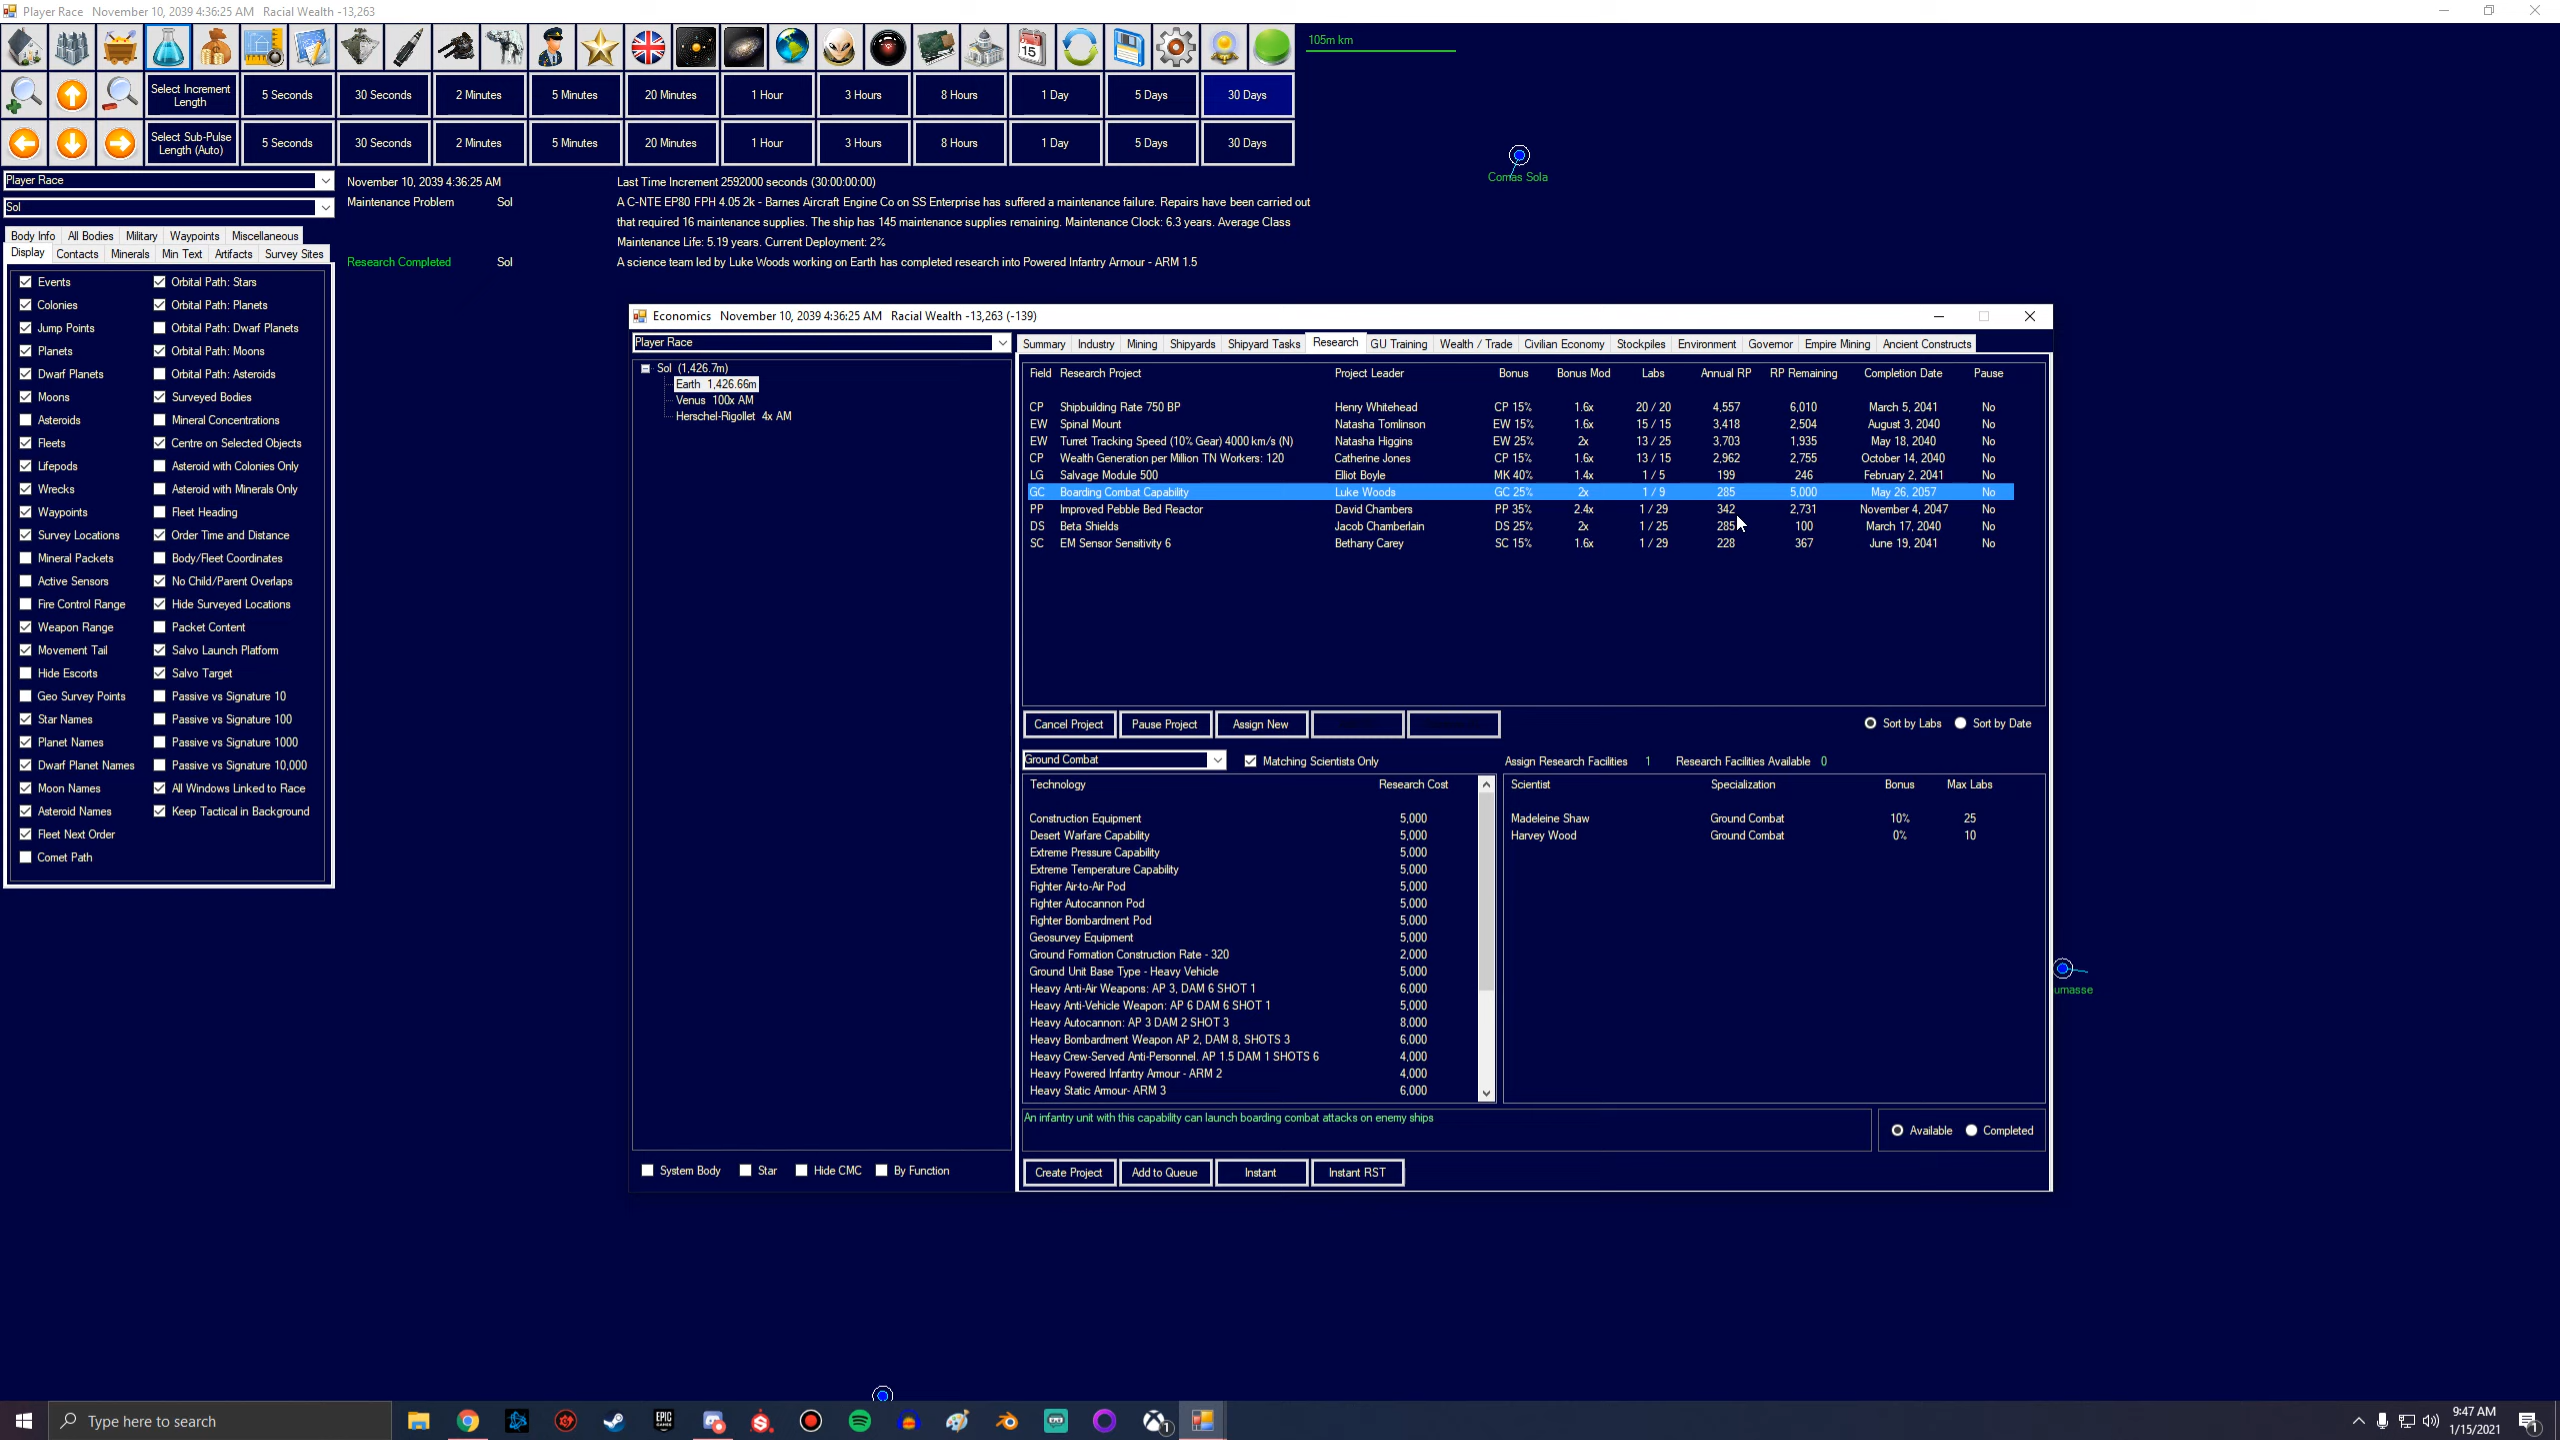 Player Race   November 10, 2039 4:36:25 AM   Racial Wealth -13,263
105m km
Select Increment Length   5 Seconds   30 Seconds   2 Minutes   5 Minutes   20 Minutes   1 Hour   3 Hours   8 Hours   1 Day   5 Days   30 Days
Select Sub-Pulse Length (Auto)   5 Seconds   30 Seconds   2 Minutes   5 Minutes   20 Minutes   1 Hour   3 Hours   8 Hours   1 Day   5 Days   30 Days
Comas Sola
Player Race
Sol
November 10, 2039 4:36:25 AM   Last Time Increment 2592000 seconds (30:00:00:00)
Maintenance Problem   Sol   A C-NTE EP80 FPH 4.05 2k - Barnes Aircraft Engine Co on SS Enterprise has suffered a maintenance failure. Repairs have been carried out
that required 16 maintenance supplies. The ship has 145 maintenance supplies remaining. Maintenance Clock: 6.3 years. Average Class
Maintenance Life: 5.19 years. Current Deployment: 2%
Research Completed   Sol   A science team led by Luke Woods working on Earth has completed research into Powered Infantry Armour - ARM 1.5
Body Info   All Bodies   Military   Waypoints   Miscellaneous
Display   Contacts   Minerals   Min Text   Artifacts   Survey Sites
Events   Orbital Path: Stars
Colonies   Orbital Path: Planets
Jump Points   Orbital Path: Dwarf Planets
Planets   Orbital Path: Moons
Dwarf Planets   Orbital Path: Asteroids
Moons   Surveyed Bodies
Asteroids   Mineral Concentrations
Fleets   Centre on Selected Objects
Lifepods   Asteroid with Colonies Only
Wrecks   Asteroid with Minerals Only
Waypoints   Fleet Heading
Survey Locations   Order Time and Distance
Mineral Packets   Body/Fleet Coordinates
Active Sensors   No Child/Parent Overlaps
Fire Control Range   Hide Surveyed Locations
Weapon Range   Packet Content
Movement Tail   Salvo Launch Platform
Hide Escorts   Salvo Target
Geo Survey Points   Passive vs Signature 10
Star Names   Passive vs Signature 100
Planet Names   Passive vs Signature 1000
Dwarf Planet Names   Passive vs Signature 10,000
Moon Names   All Windows Linked to Race
Asteroid Names   Keep Tactical in Background
Fleet Next Order
Comet Path
Economics   November 10, 2039 4:36:25 AM   Racial Wealth -13,263 (-139)
Player Race
Sol (1,426.7m)
Earth 1,426.66m
Venus 100x AM
Herschel-Rigollet 4x AM
System Body   Star   Hide CMC   By Function
Summary   Industry   Mining   Shipyards   Shipyard Tasks   Research   GU Training   Wealth / Trade   Civilian Economy   Stockpiles   Environment   Governor   Empire Mining   Ancient Constructs
Field   Research Project   Project Leader   Bonus   Bonus Mod   Labs   Annual RP   RP Remaining   Completion Date   Pause
CP   Shipbuilding Rate 750 BP   Henry Whitehead   CP 15%   1.6x   20 / 20   4,557   6,010   March 5, 2041   No
EW   Spinal Mount   Natasha Tomlinson   EW 15%   1.6x   15 / 15   3,418   2,504   August 3, 2040   No
EW   Turret Tracking Speed (10% Gear) 4000 km/s (N)   Natasha Higgins   EW 25%   2x   13 / 25   3,703   1,935   May 18, 2040   No
CP   Wealth Generation per Million TN Workers: 120   Catherine Jones   CP 15%   1.6x   13 / 15   2,962   2,755   October 14, 2040   No
LG   Salvage Module 500   Elliot Boyle   MK 40%   1.4x   1 / 5   199   246   February 2, 2041   No
GC   Boarding Combat Capability   Luke Woods   GC 25%   2x   1 / 9   285   5,000   May 26, 2057   No
PP   Improved Pebble Bed Reactor   David Chambers   PP 35%   2.4x   1 / 29   342   2,731   November 4, 2047   No
DS   Beta Shields   Jacob Chamberlain   DS 25%   2x   1 / 25   285   100   March 17, 2040   No
SC   EM Sensor Sensitivity 6   Bethany Carey   SC 15%   1.6x   1 / 29   228   367   June 19, 2041   No
Cancel Project   Pause Project   Assign New   Sort by Labs   Sort by Date
Ground Combat   Matching Scientists Only   Assign Research Facilities   1   Research Facilities Available   0
Technology   Research Cost   Scientist   Specialization   Bonus   Max Labs
Construction Equipment   5,000   Madeleine Shaw   Ground Combat   10%   25
Desert Warfare Capability   5,000   Harvey Wood   Ground Combat   0%   10
Extreme Pressure Capability   5,000
Extreme Temperature Capability   5,000
Fighter Air-to-Air Pod   5,000
Fighter Autocannon Pod   5,000
Fighter Bombardment Pod   5,000
Geosurvey Equipment   5,000
Ground Formation Construction Rate - 320   2,000
Ground Unit Base Type - Heavy Vehicle   5,000
Heavy Anti-Air Weapons: AP 3, DAM 6 SHOT 1   6,000
Heavy Anti-Vehicle Weapon: AP 6 DAM 6 SHOT 1   5,000
Heavy Autocannon: AP 3 DAM 2 SHOT 3   8,000
Heavy Bombardment Weapon AP 2, DAM 8, SHOTS 3   6,000
Heavy Crew-Served Anti-Personnel. AP 1.5 DAM 1 SHOTS 6   4,000
Heavy Powered Infantry Armour - ARM 2   4,000
Heavy Static Armour- ARM 3   6,000
An infantry unit with this capability can launch boarding combat attacks on enemy ships
Available   Completed
Create Project   Add to Queue   Instant   Instant RST
umasse
Type here to search
EPIC GAMES
9:47 AM
1/15/2021